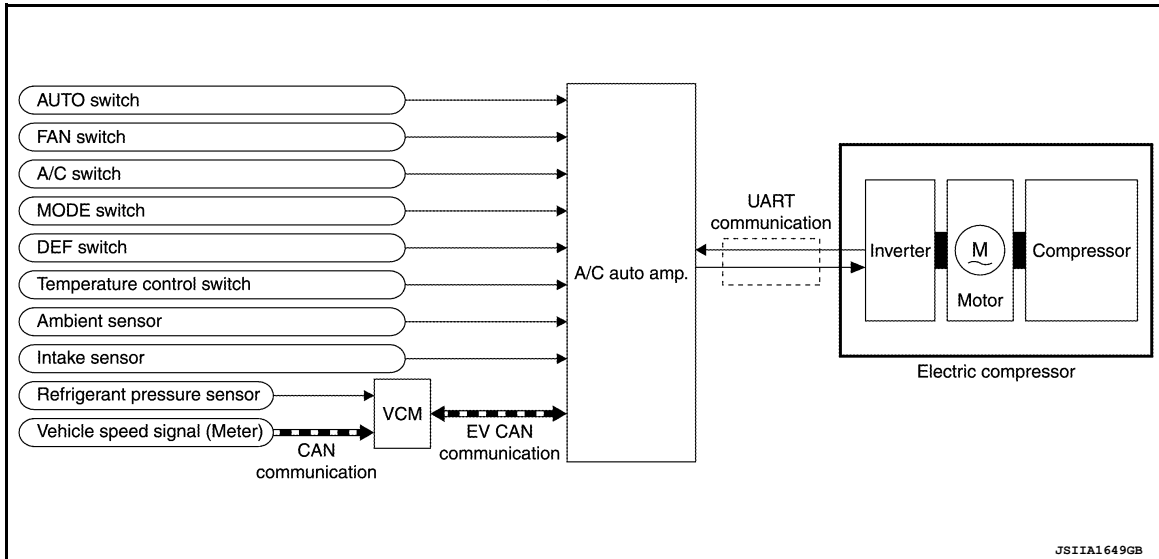 AUTO switch
FAN switch
A/C switch
MODE switch
DEF switch
Temperature control switch
Ambient sensor
Intake sensor
Refrigerant pressure sensor
Vehicle speed signal (Meter)
CAN
communication
VCM
EV CAN
communication
A/C auto amp.
UART
communication
Inverter
M
Motor
Compressor
Electric compressor
JSIIA1649GB